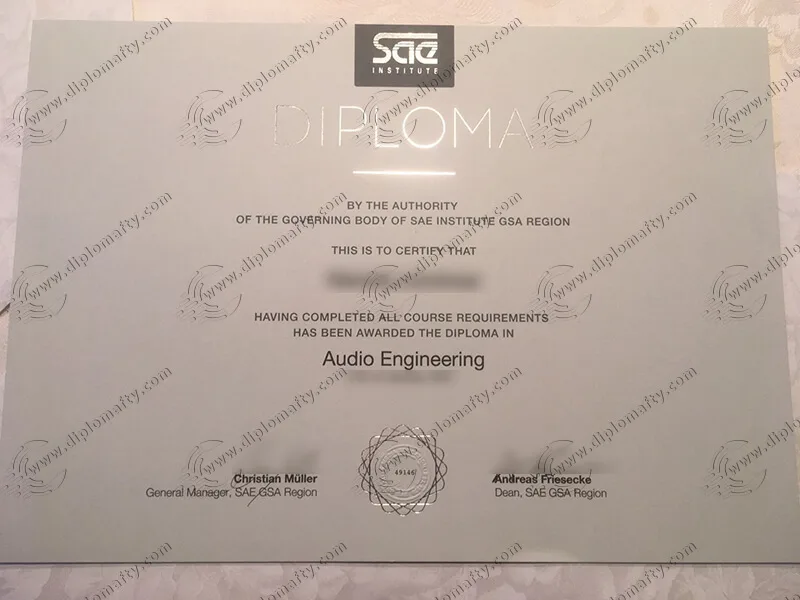 sae
INSTITUTE
DIPLOMA
BY THE AUTHORITY
OF THE GOVERNING BODY OF SAE INSTITUTE GSA REGION
THIS IS TO CERTIFY THAT
HAVING COMPLETED ALL COURSE REQUIREMENTS
HAS BEEN AWARDED THE DIPLOMA IN
Audio Engineering
49146
Christian Müller
General Manager, SAE GSA Region
Andreas Friesecke
Dean, SAE GSA Region
www.diplomafty.com